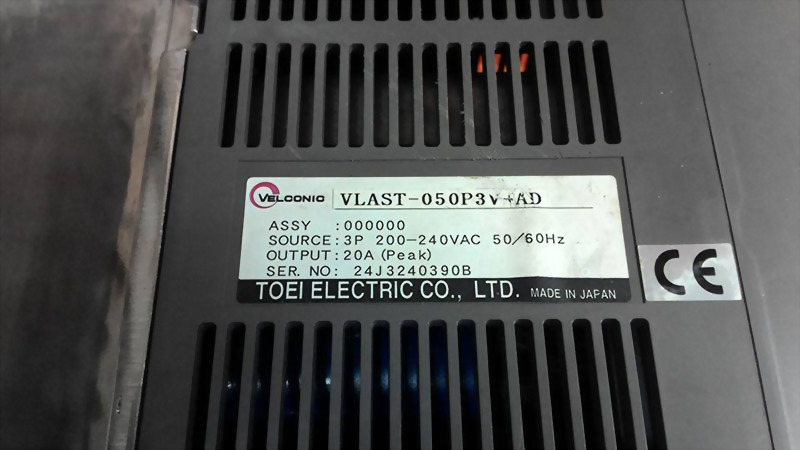 VELCONIC VLAST-050P3V+AD
ASSY :000000
SOURCE:3P 200-240VAC 50/60Hz
OUTPUT:20A (Peak)
SER. NO: 24J3240390B
TOEI ELECTRIC CO., LTD. MADE IN JAPAN
CE